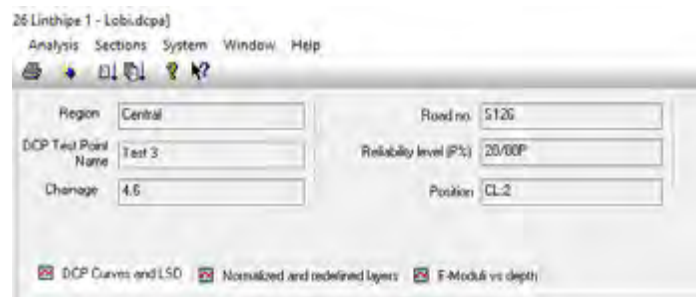 26 Linthipe 1 - Lobi.dcpa]
Analysis Sections System Window Help
Region Central Road no. S126
DCP Test Point Name Test 3 Reliability level (P%) 20/80P
Chainage 4.6 Position CL:2
DCP Curves and LSD Normalized and redefined layers E-Moduli vs depth